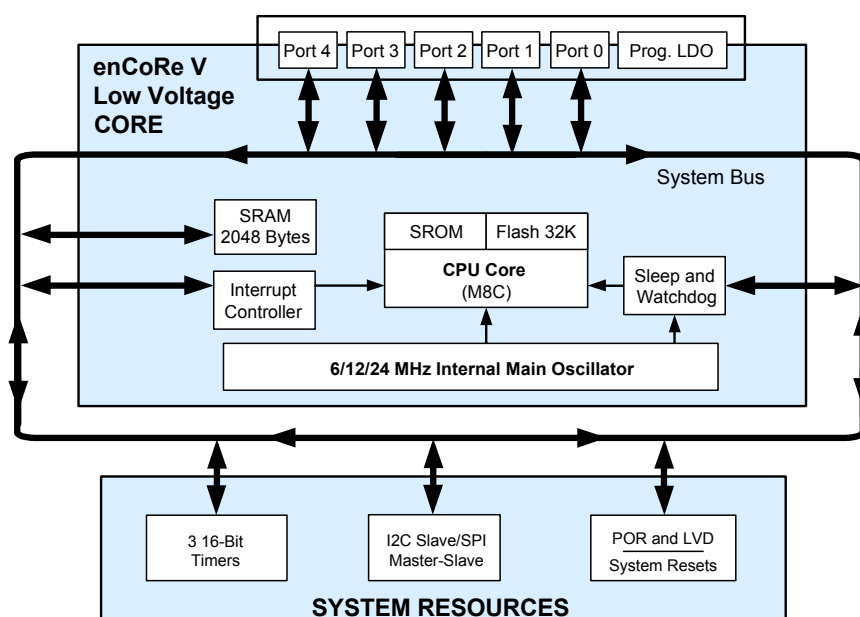 Port 4 Port 3 Port 2 Port 1 Port 0 Prog. LDO
enCoRe V
Low Voltage
CORE
System Bus
SRAM
2048 Bytes
SROM Flash 32K
CPU Core
(M8C)
Interrupt
Controller
Sleep and
Watchdog
6/12/24 MHz Internal Main Oscillator
3 16-Bit
Timers
I2C Slave/SPI
Master-Slave
POR and LVD
System Resets
SYSTEM RESOURCES